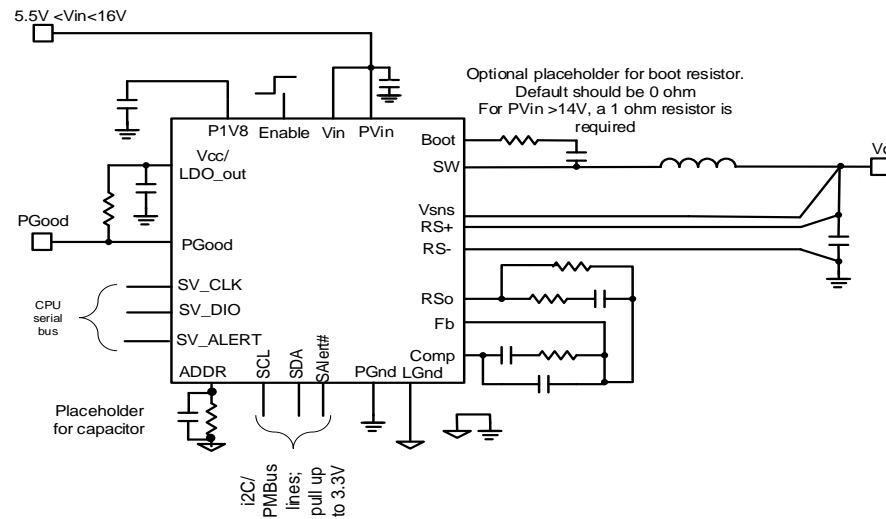 5.5V <Vin<16V
Optional placeholder for boot resistor.
Default should be 0 ohm
For PVin >14V, a 1 ohm resistor is
required
P1V8
Enable
Vin
PVin
Boot
SW
Vcc/
LDO_out
Vsns
RS+
RS-
PGood
PGood
SV_CLK
SV_DIO
SV_ALERT
CPU
serial
bus
RSo
Fb
Comp
ADDR
SCL
SDA
SAlert#
PGnd
LGnd
Placeholder
for capacitor
i2C/
PMBus
lines;
pull up
to 3.3V